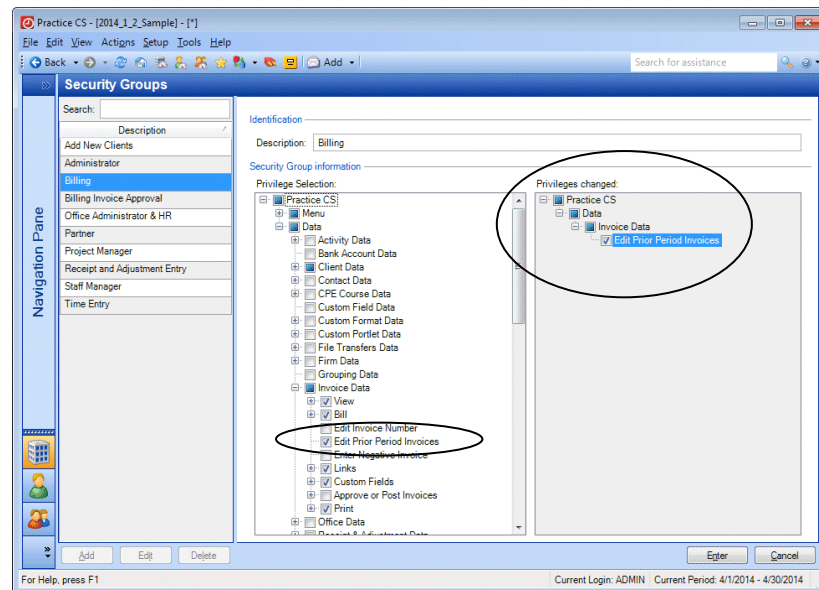 Practice CS - [2014_1_2_Sample] - [*]
File Edit View Actions Setup Tools Help
Back Add Search for assistance
Security Groups
Navigation Pane
Search:
Description
Add New Clients
Administrator
Billing
Billing Invoice Approval
Office Administrator & HR
Partner
Project Manager
Receipt and Adjustment Entry
Staff Manager
Time Entry
Identification
Description: Billing
Security Group information
Privilege Selection:
Practice CS
Menu
Data
Activity Data
Bank Account Data
Client Data
Contact Data
CPE Course Data
Custom Field Data
Custom Format Data
Custom Portlet Data
File Transfers Data
Firm Data
Grouping Data
Invoice Data
View
Bill
Edit Invoice Number
Edit Prior Period Invoices
Enter Negative Invoice
Links
Custom Fields
Approve or Post Invoices
Print
Office Data
Receipt & Adjustment Data
Privileges changed:
Practice CS
Data
Invoice Data
Edit Prior Period Invoices
Add Edit Delete
Enter Cancel
For Help, press F1
Current Login: ADMIN Current Period: 4/1/2014 - 4/30/2014